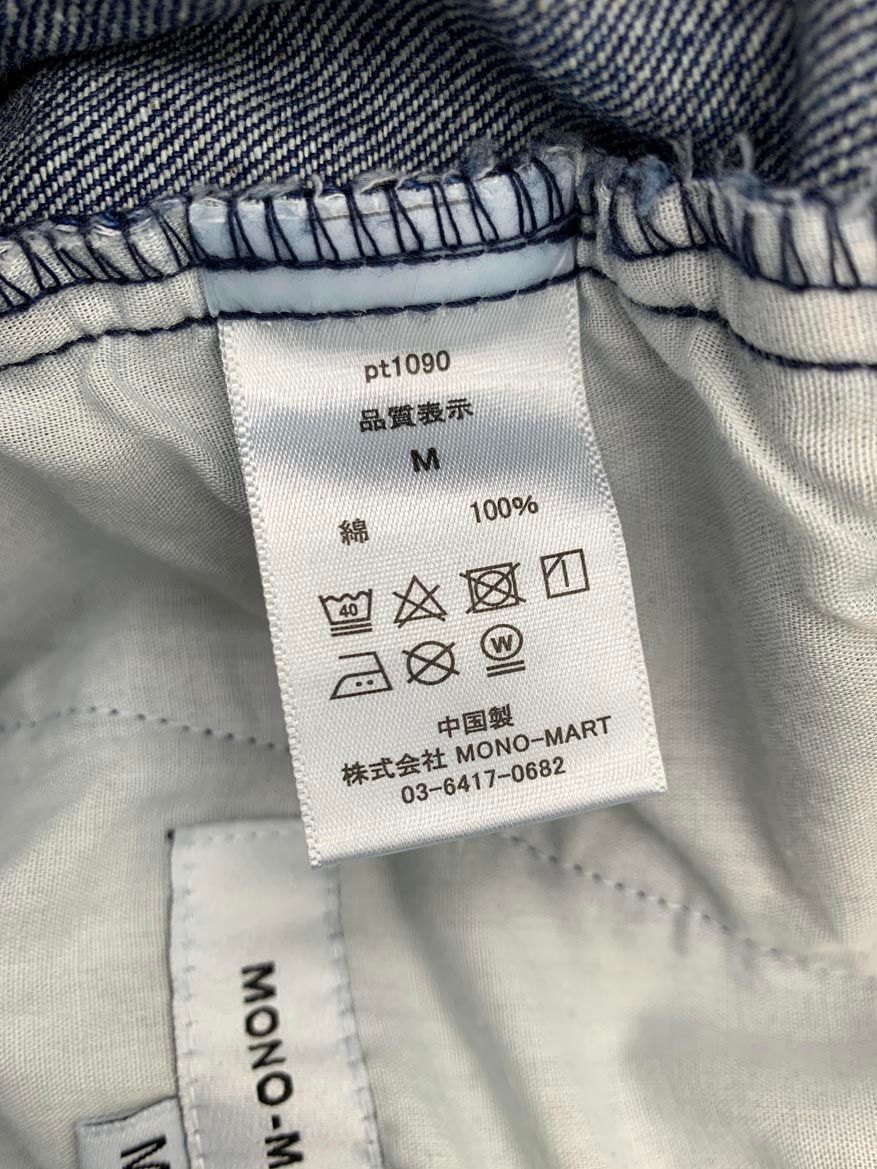 pt1090
品質表示
M
綿 100%
40
W
中国製
株式会社 MONO-MART
03-6417-0682
MONO-M
M